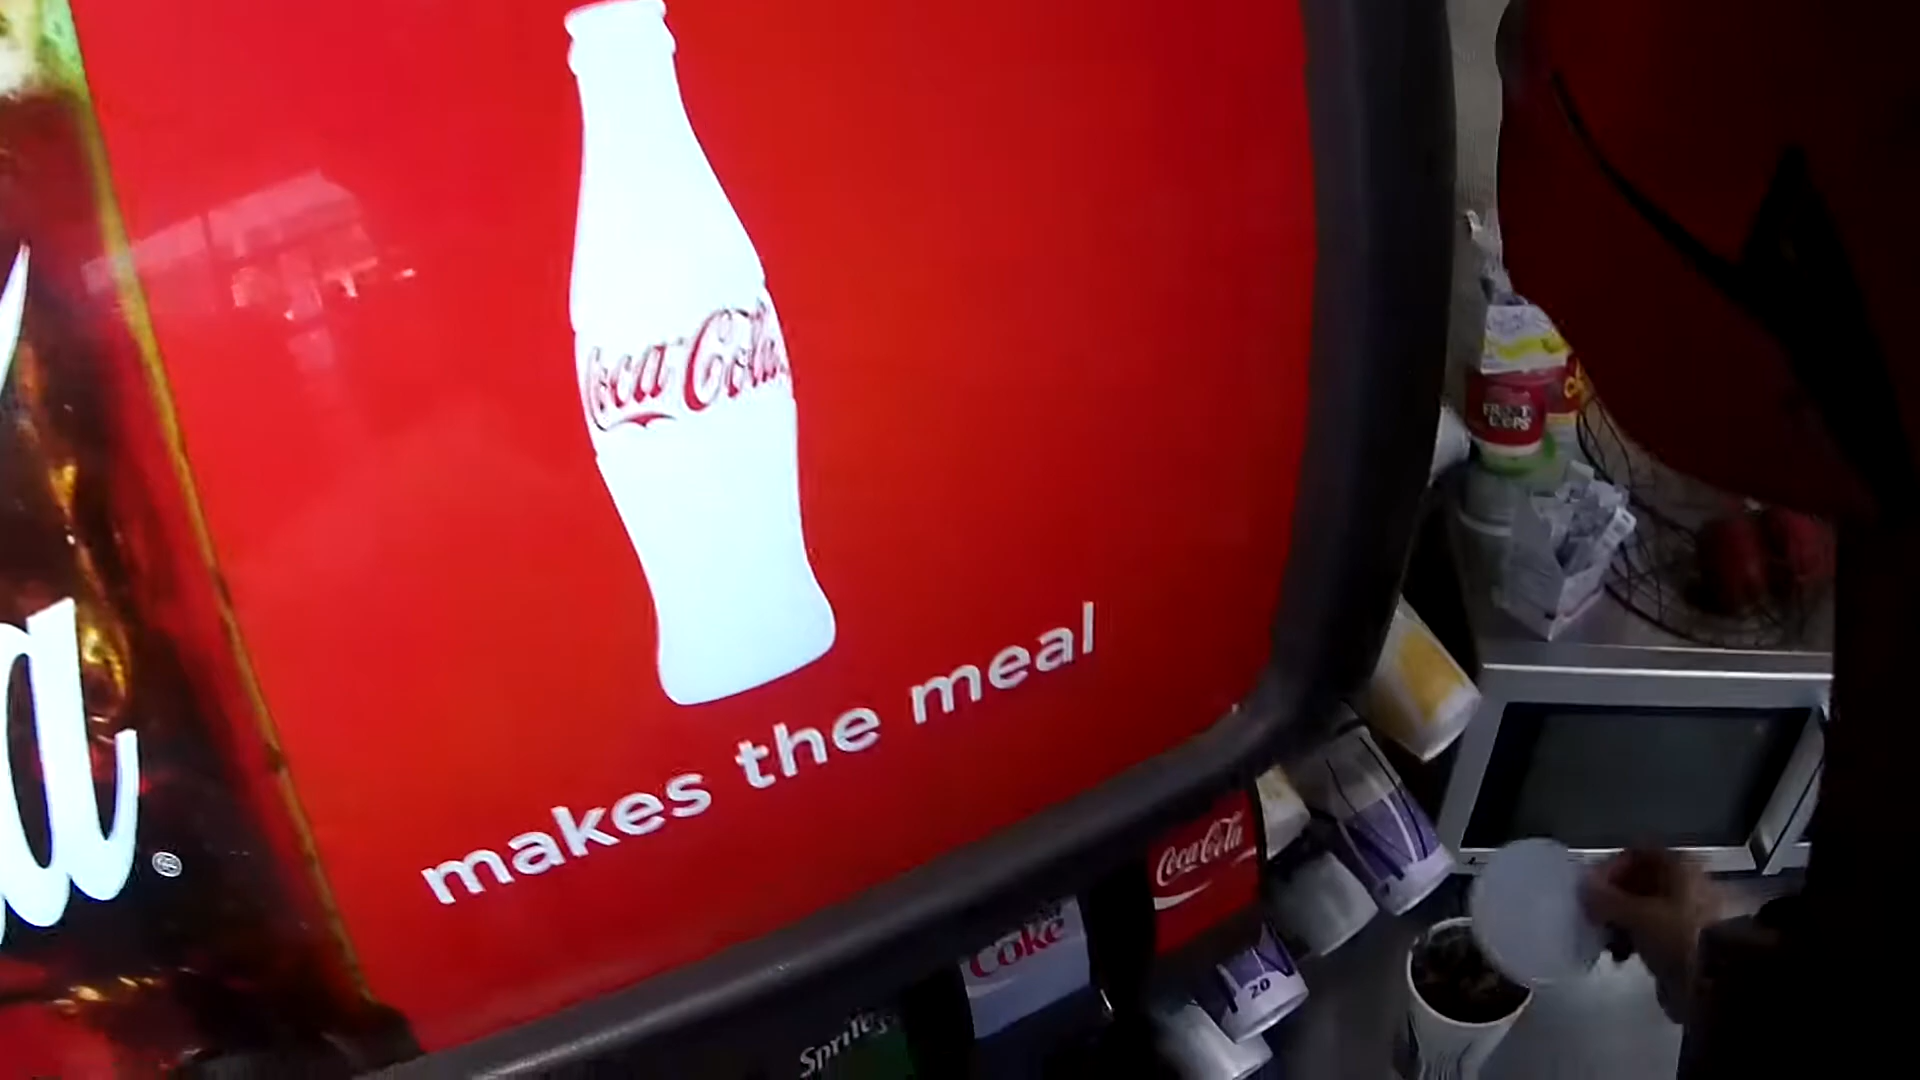 a®
Coca-Cola
makes the meal
Coca-Cola
Coke
Sprite
20